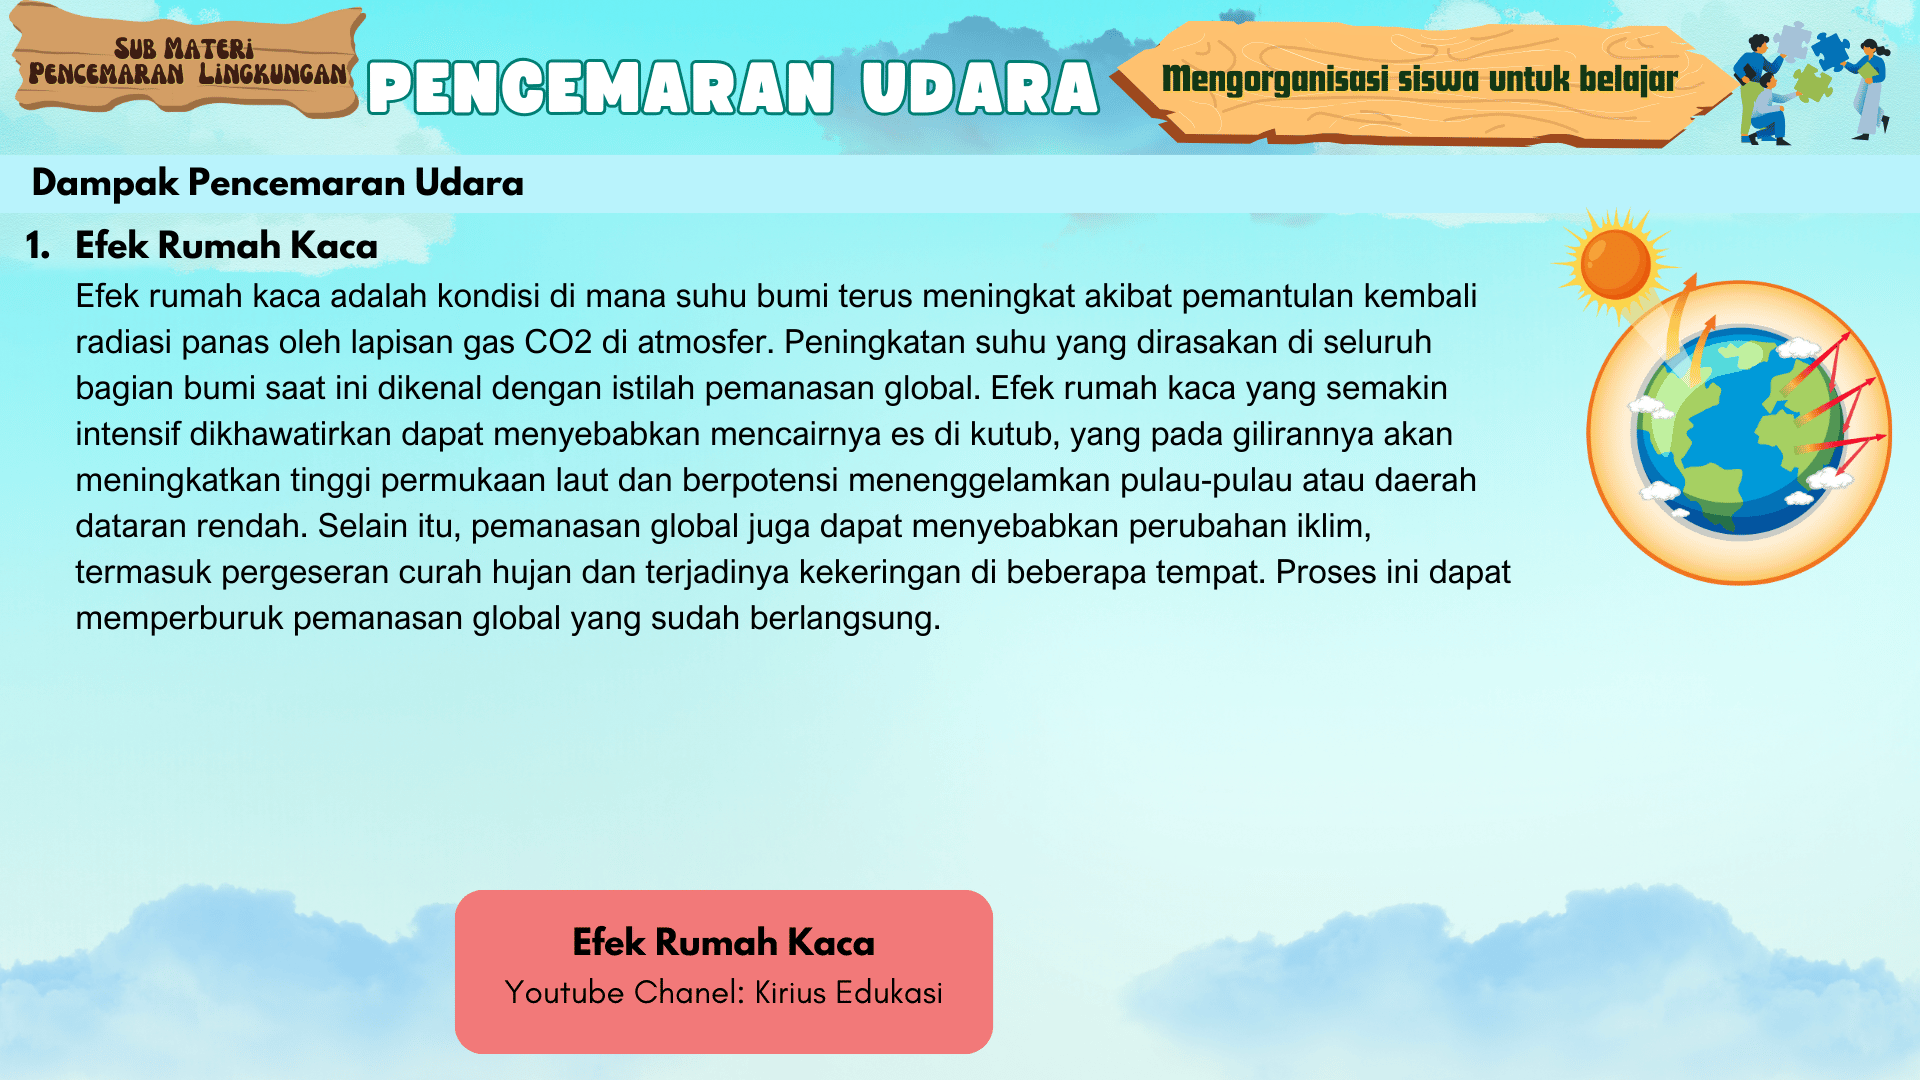 Sub Materi
Pencemaran Lingkungan
PENCEMARAN UDARA
Mengorganisasi siswa untuk belajar
Dampak Pencemaran Udara
1. Efek Rumah Kaca
Efek rumah kaca adalah kondisi di mana suhu bumi terus meningkat akibat pemantulan kembali
radiasi panas oleh lapisan gas CO2 di atmosfer. Peningkatan suhu yang dirasakan di seluruh
bagian bumi saat ini dikenal dengan istilah pemanasan global. Efek rumah kaca yang semakin
intensif dikhawatirkan dapat menyebabkan mencairnya es di kutub, yang pada gilirannya akan
meningkatkan tinggi permukaan laut dan berpotensi menenggelamkan pulau-pulau atau daerah
dataran rendah. Selain itu, pemanasan global juga dapat menyebabkan perubahan iklim,
termasuk pergeseran curah hujan dan terjadinya kekeringan di beberapa tempat. Proses ini dapat
memperburuk pemanasan global yang sudah berlangsung.
Efek Rumah Kaca
Youtube Chanel: Kirius Edukasi